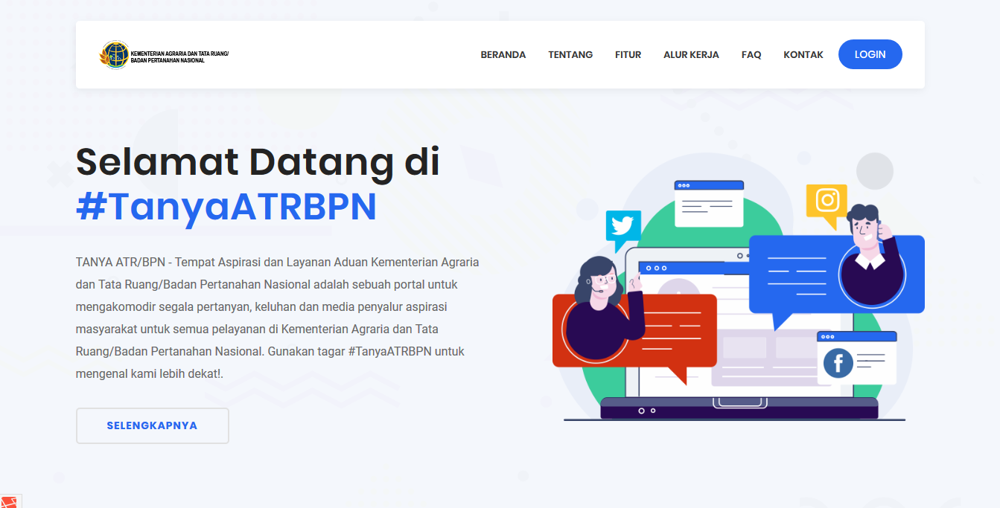 KEMENTERIAN AGRARIA DAN TATA RUANG/
BADAN PERTANAHAN NASIONAL
BERANDA TENTANG FITUR ALUR KERJA FAQ KONTAK LOGIN
Selamat Datang di
#TanyaATRBPN
TANYA ATR/BPN - Tempat Aspirasi dan Layanan Aduan Kementerian Agraria
dan Tata Ruang/Badan Pertanahan Nasional adalah sebuah portal untuk
mengakomodir segala pertanyan, keluhan dan media penyalur aspirasi
masyarakat untuk semua pelayanan di Kementerian Agraria dan Tata
Ruang/Badan Pertanahan Nasional. Gunakan tagar #TanyaATRBPN untuk
mengenal kami lebih dekat!.
SELENGKAPNYA